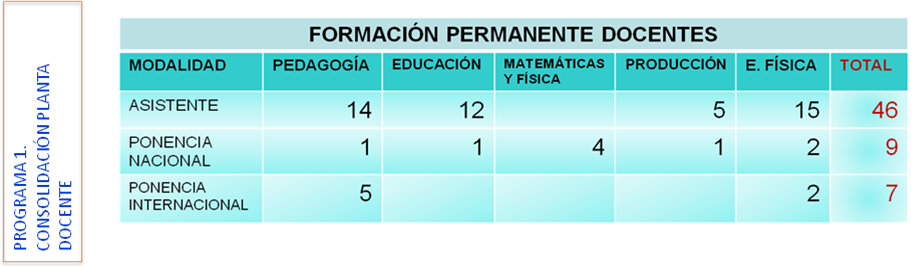 PROGRAMA 1.
CONSOLIDACIÓN PLANTA
DOCENTE
FORMACIÓN PERMANENTE DOCENTES
MODALIDAD PEDAGOGÍA EDUCACIÓN MATEMÁTICAS Y FÍSICA PRODUCCIÓN E. FÍSICA TOTAL
ASISTENTE 14 12 5 15 46
PONENCIA NACIONAL 1 1 4 1 2 9
PONENCIA INTERNACIONAL 5 2 7